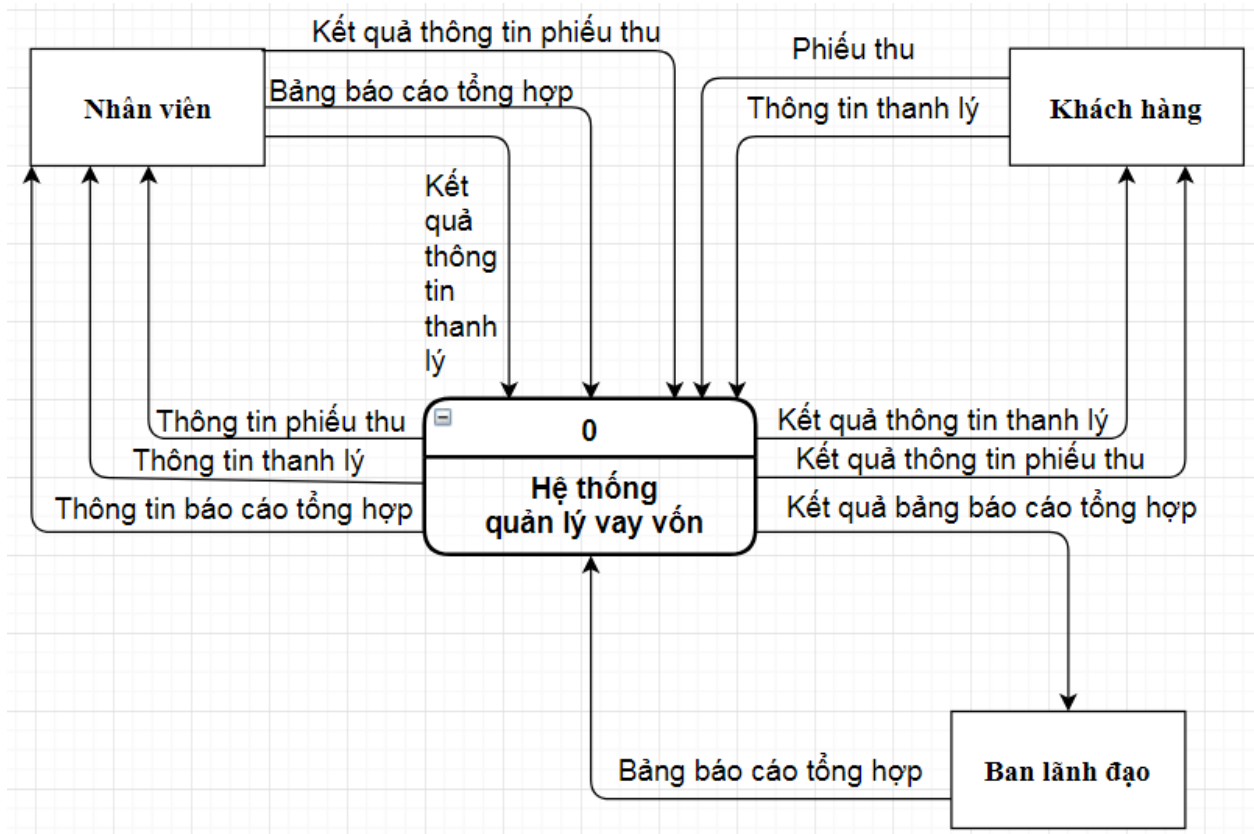 Kết quả thông tin phiếu thu
Phiếu thu
Nhân viên
Bảng báo cáo tổng hợp
Thông tin thanh lý
Khách hàng
Kết
quả
thông
tin
thanh
lý
Thông tin phiếu thu
0
Kết quả thông tin thanh lý
Thông tin thanh lý
Kết quả thông tin phiếu thu
Thông tin báo cáo tổng hợp
Hệ thống
quản lý vay vốn
Kết quả bảng báo cáo tổng hợp
Bảng báo cáo tổng hợp
Ban lãnh đạo